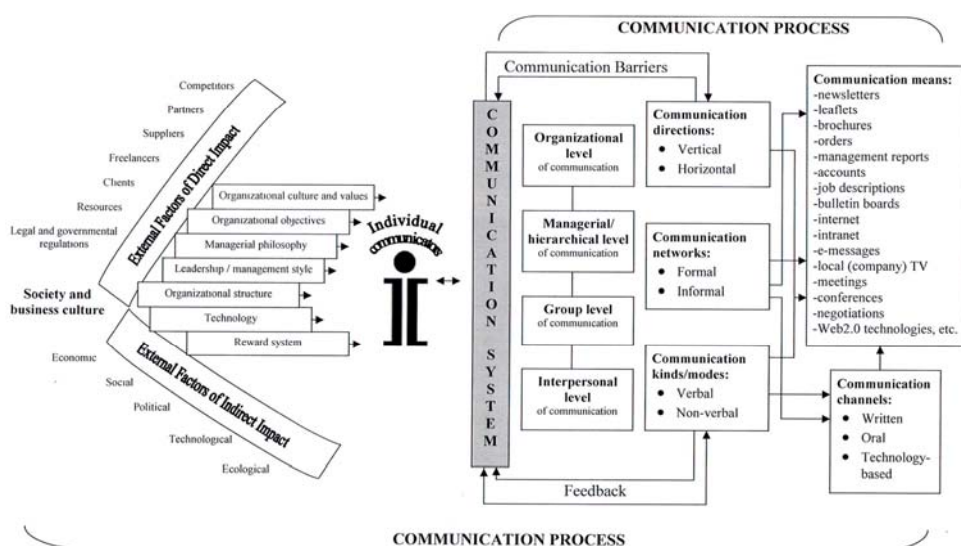 COMMUNICATION PROCESS
Competitors
Partners
Suppliers
Freelancers
Clients
Resources
Legal and governmental
regulations
External Factors of Direct Impact
Society and
business culture
Economic
Social
Political
Technological
Ecological
External Factors of Indirect Impact
Organizational culture and values
Organizational objectives
Managerial philosophy
Leadership / management style
Organizational structure
Technology
Reward system
Individual
communicators
Communication Barriers
COMMUNICATION SYSTEM
Organizational
level
of communication
Managerial/
hierarchical level
of communication
Group level
of communication
Interpersonal
level
of communication
Communication
directions:
• Vertical
• Horizontal
Communication
networks:
• Formal
• Informal
Communication
kinds/modes:
• Verbal
• Non-verbal
Feedback
Communication means:
-newsletters
-leaflets
-brochures
-orders
-management reports
-accounts
-job descriptions
-bulletin boards
-internet
-intranet
-e-messages
-local (company) TV
-meetings
-conferences
-negotiations
-Web2.0 technologies, etc.
Communication
channels:
• Written
• Oral
• Technology-
based
COMMUNICATION PROCESS